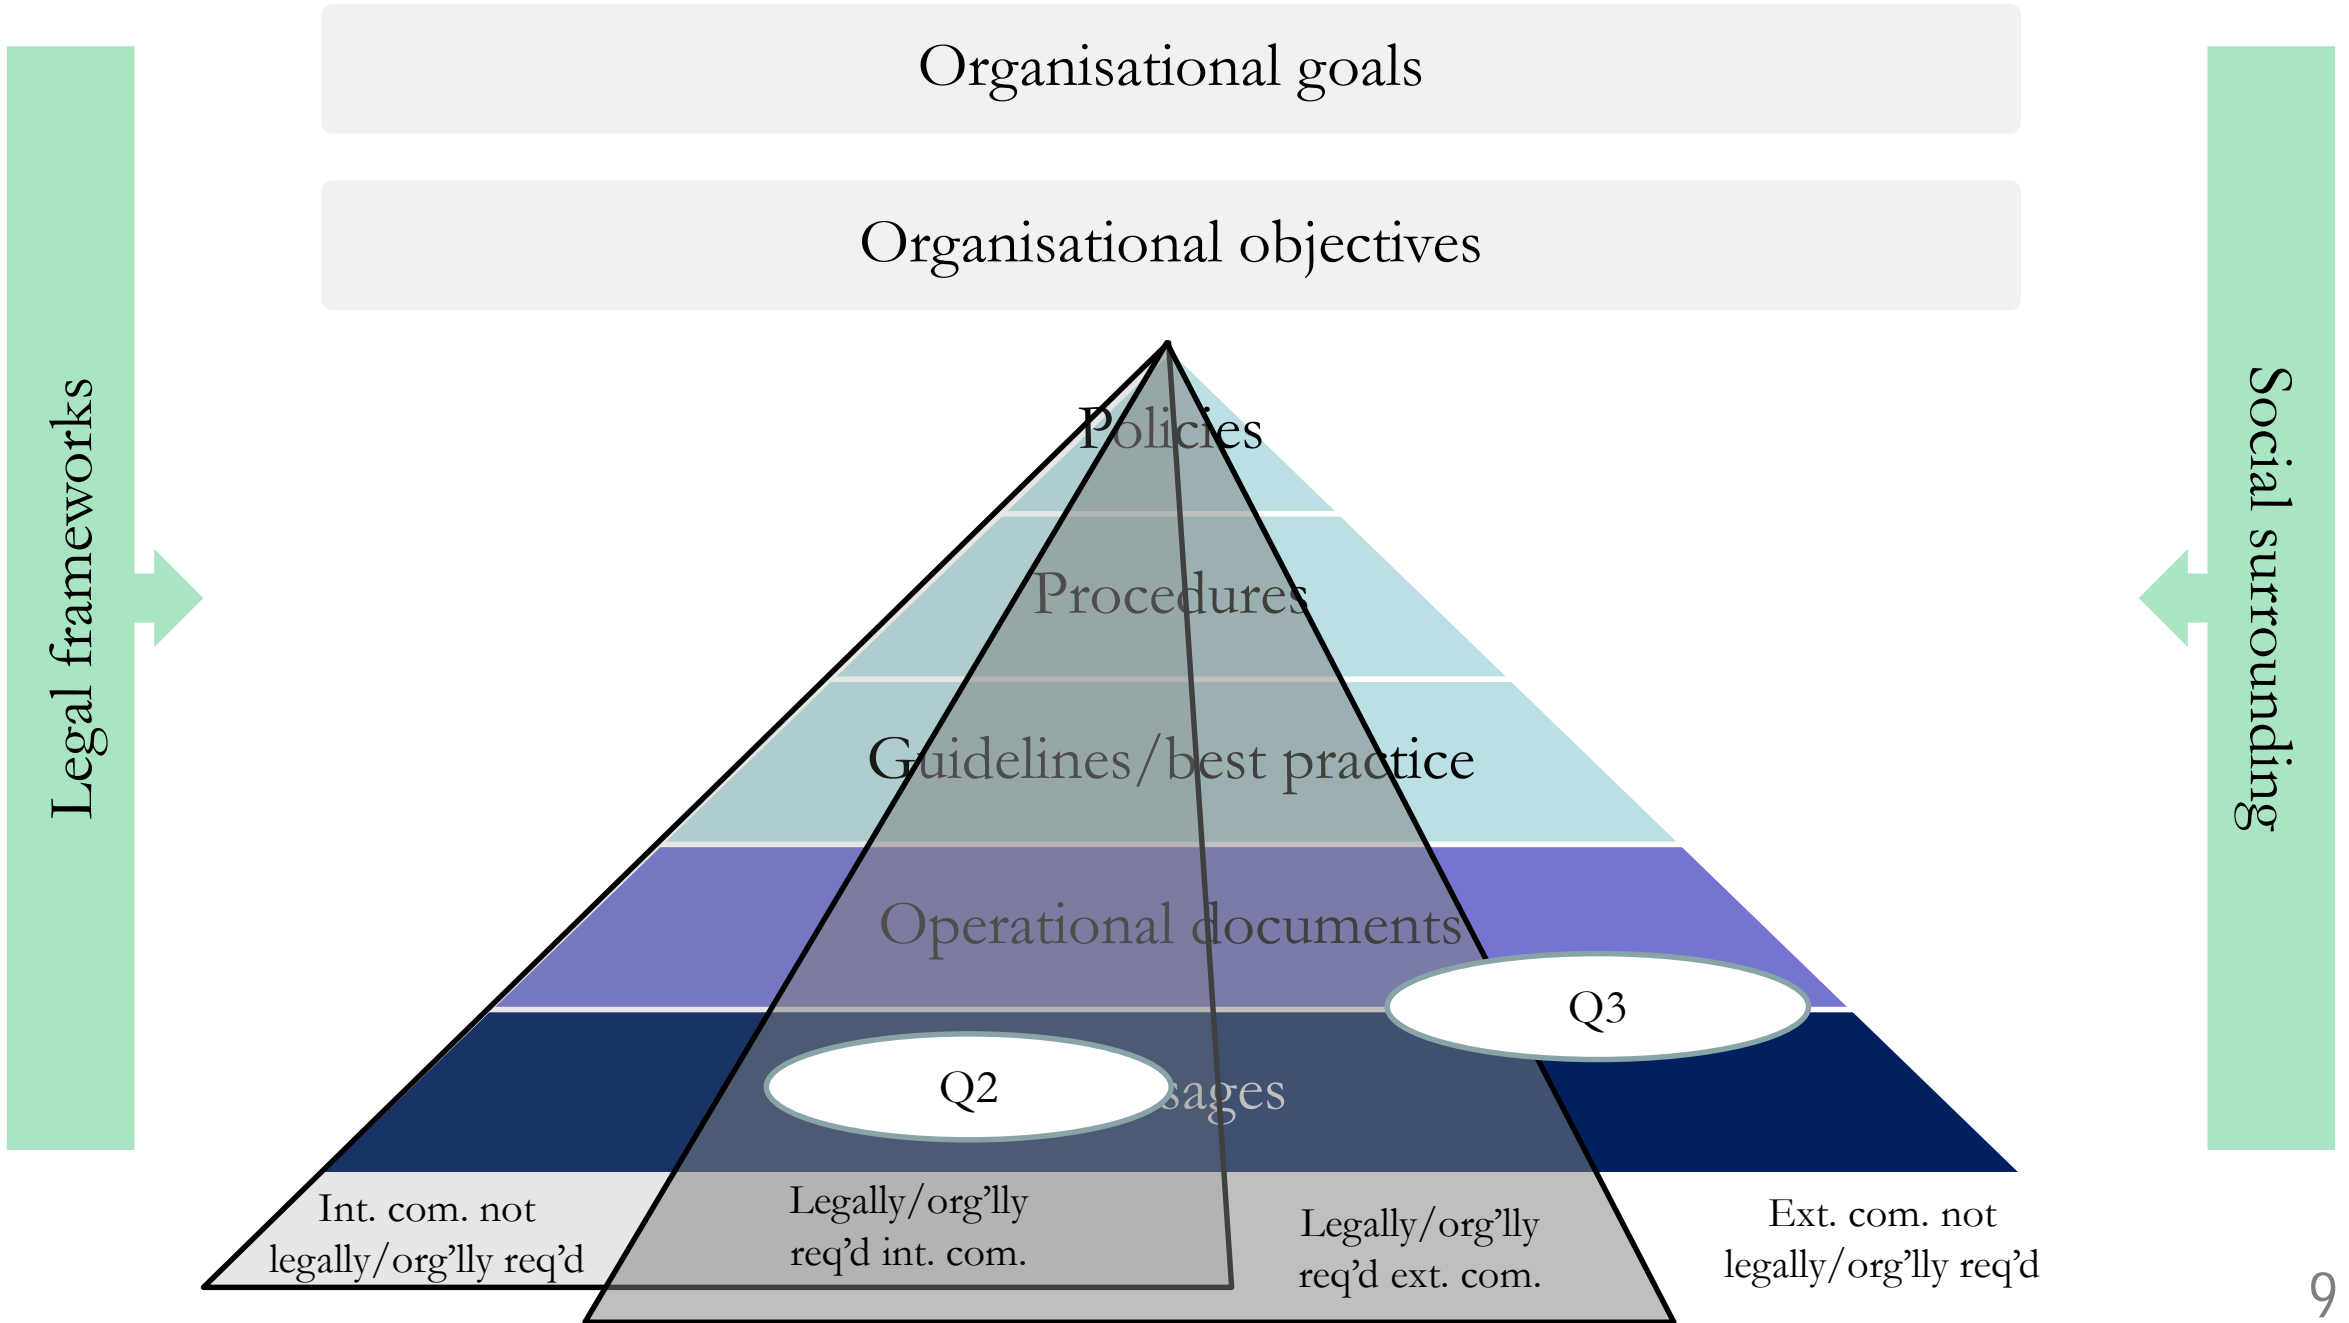 Organisational goals
Organisational objectives
Legal frameworks
Social surrounding
Policies
Procedures
Guidelines/best practice
Operational documents
Q3
Q2
sages
Int. com. not
legally/org’lly req’d
Legally/org’lly
req’d int. com.
Legally/org’lly
req’d ext. com.
Ext. com. not
legally/org’lly req’d
9